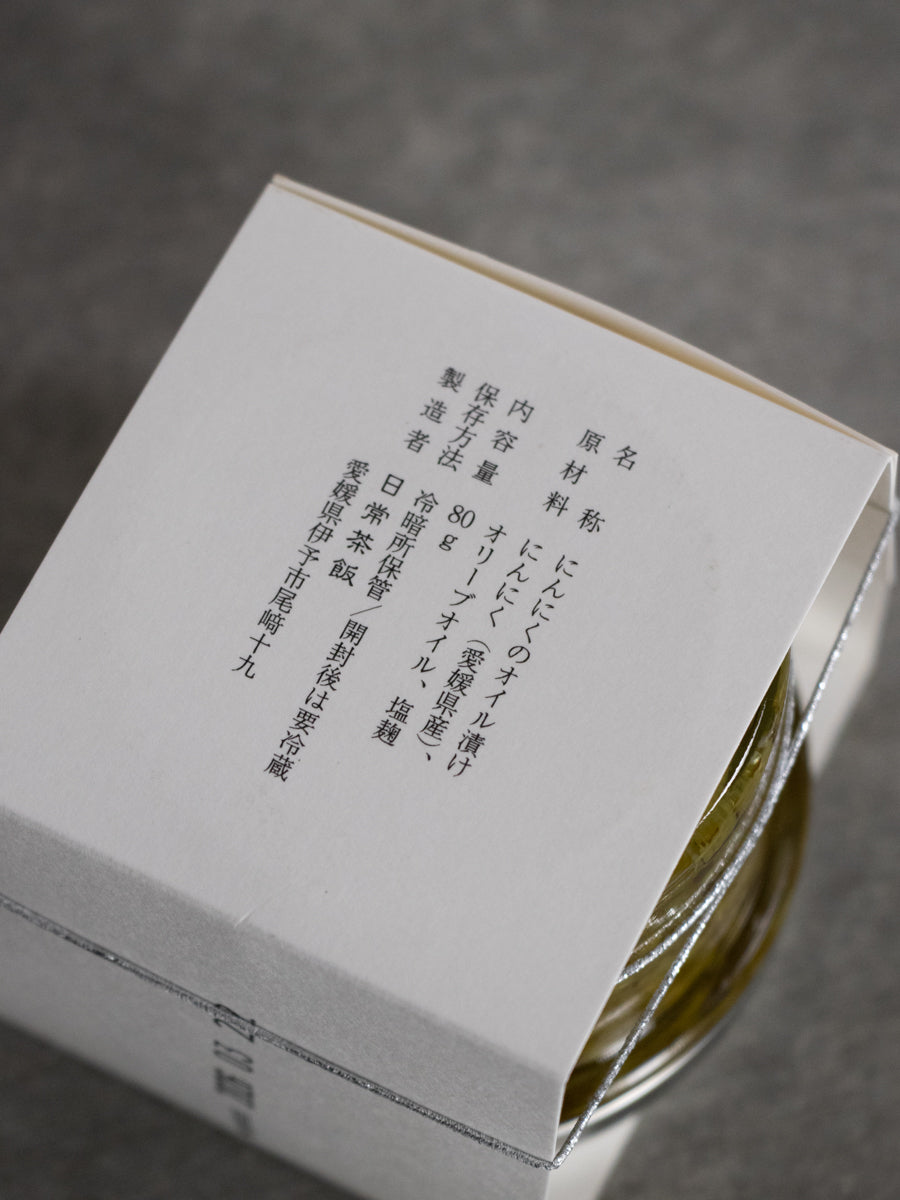 名称 にんにくのオイル漬け
原材料 にんにく（愛媛県産）、
オリーブオイル、塩麹
内容量 80g
保存方法 冷暗所保管/開封後は要冷蔵
製造者 日常茶飯
愛媛県伊予市尾﨑十九